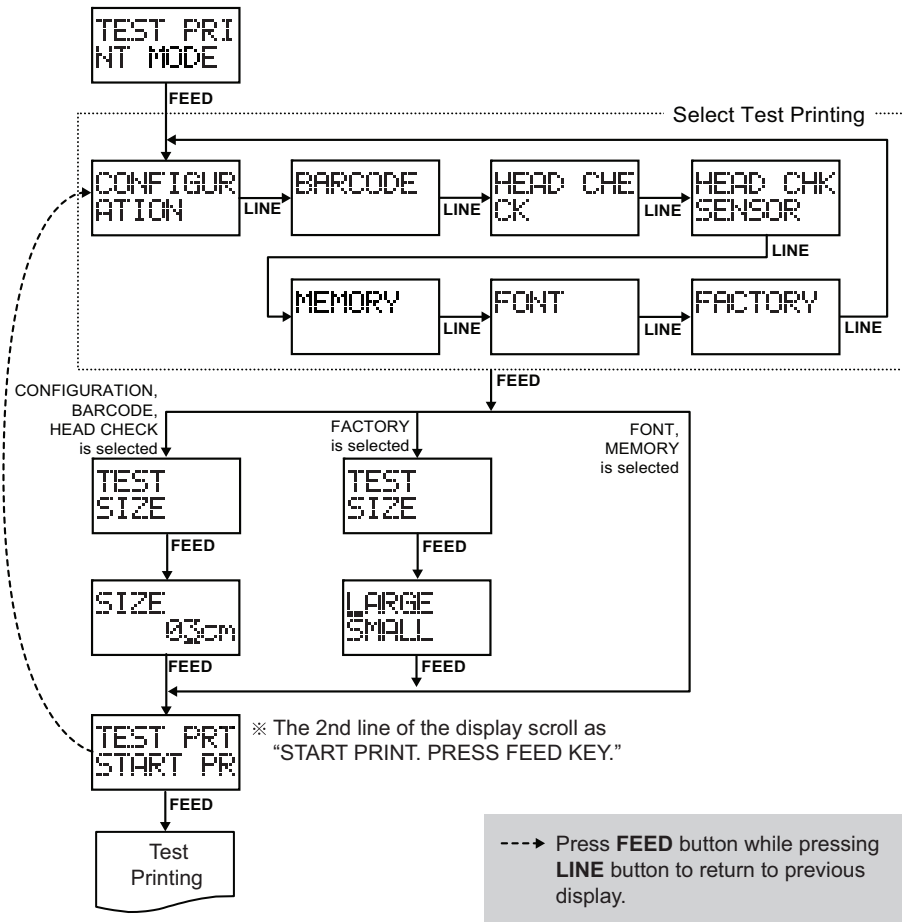 TEST PRI
NT MODE
FEED
Select Test Printing
CONFIGUR
ATION
LINE
BARCODE
LINE
HEAD CHE
CK
LINE
HEAD CHK
SENSOR
LINE
MEMORY
LINE
FONT
LINE
FACTORY
LINE
FEED
CONFIGURATION,
BARCODE,
HEAD CHECK
is selected
FACTORY
is selected
FONT,
MEMORY
is selected
TEST
SIZE
FEED
TEST
SIZE
FEED
SIZE
03cm
FEED
LARGE
SMALL
FEED
TEST PRT
START PR
※ The 2nd line of the display scroll as
“START PRINT. PRESS FEED KEY.”
FEED
Test
Printing
Press FEED button while pressing
LINE button to return to previous
display.